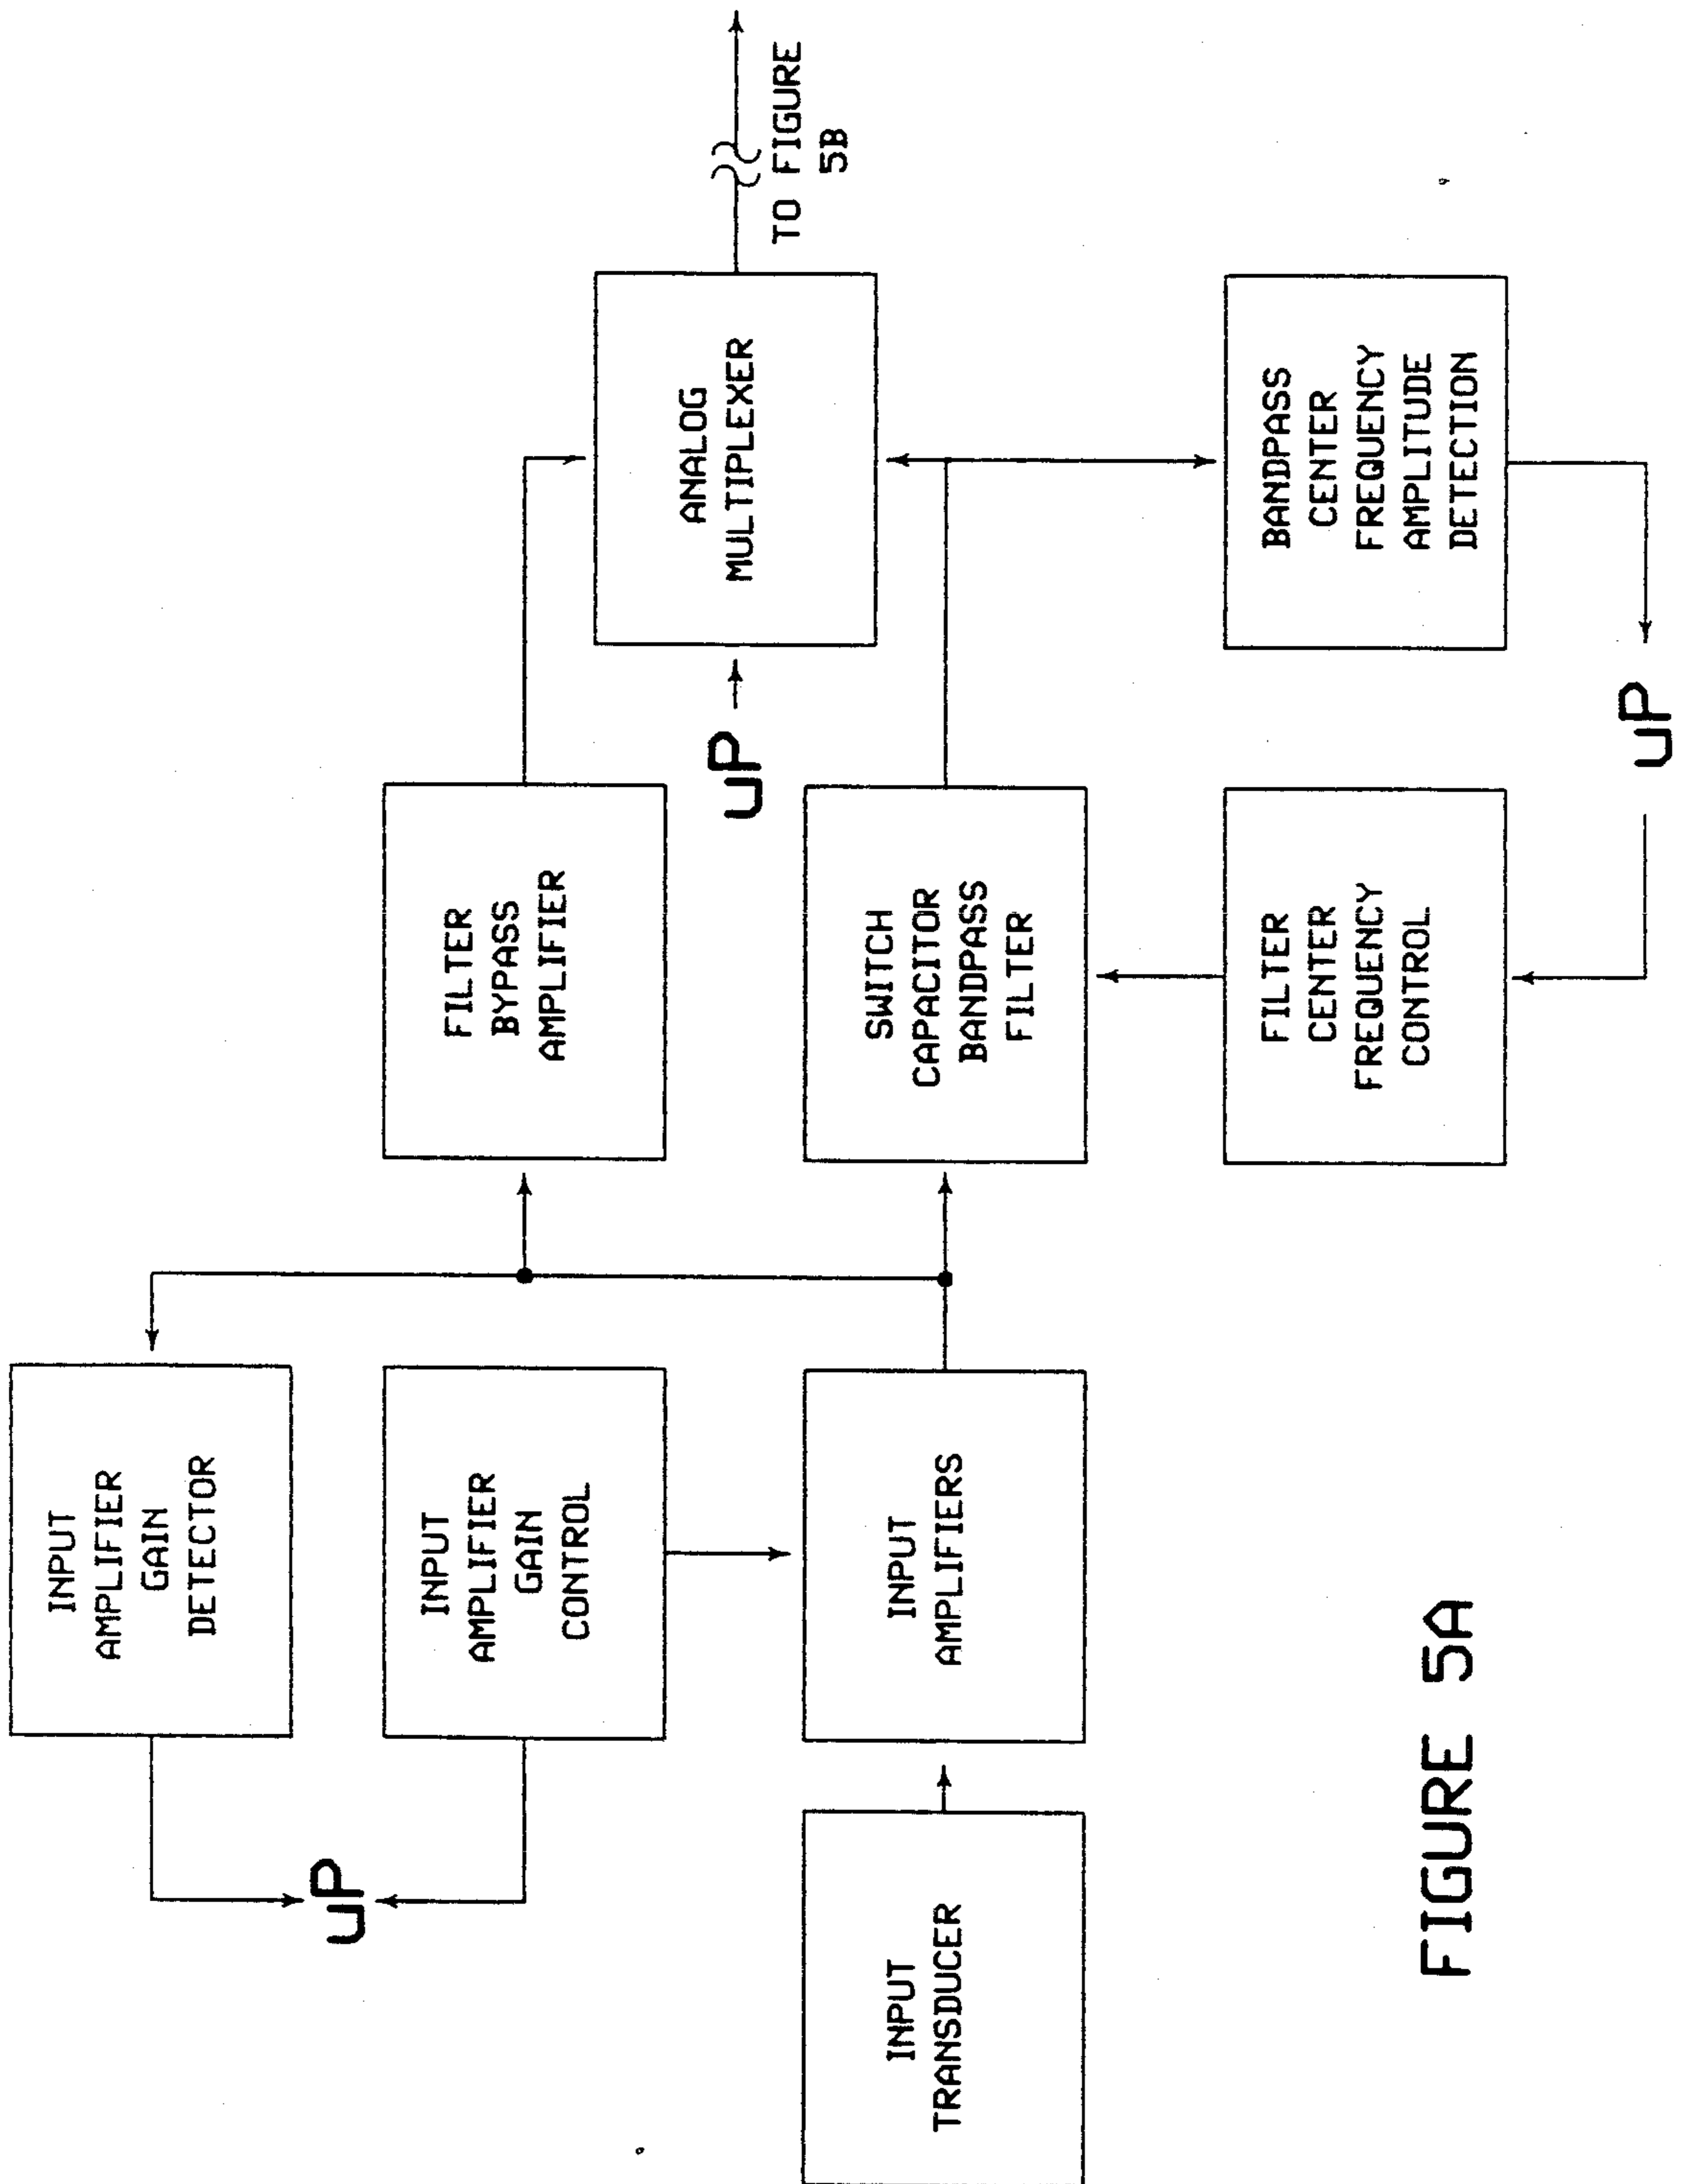 INPUT
AMPLIFIER
GAIN
DETECTOR
uP
INPUT
AMPLIFIER
GAIN
CONTROL
FILTER
BYPASS
AMPLIFIER
ANALOG
MULTIPLEXER
uP
TO FIGURE
5B
INPUT
TRANSDUCER
INPUT
AMPLIFIERS
SWITCH
CAPACITOR
BANDPASS
FILTER
FILTER
CENTER
FREQUENCY
CONTROL
BANDPASS
CENTER
FREQUENCY
AMPLITUDE
DETECTION
uP
FIGURE 5A